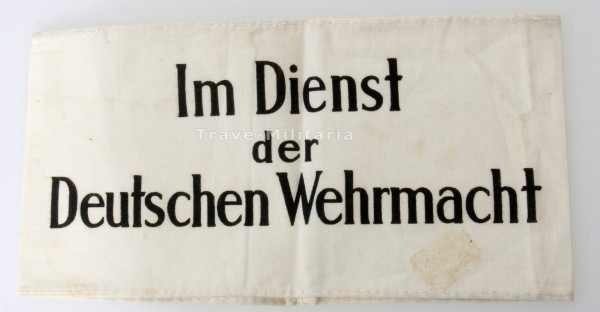 Im Dienst
Trave-Militaria
der
Deutschen Wehrmacht